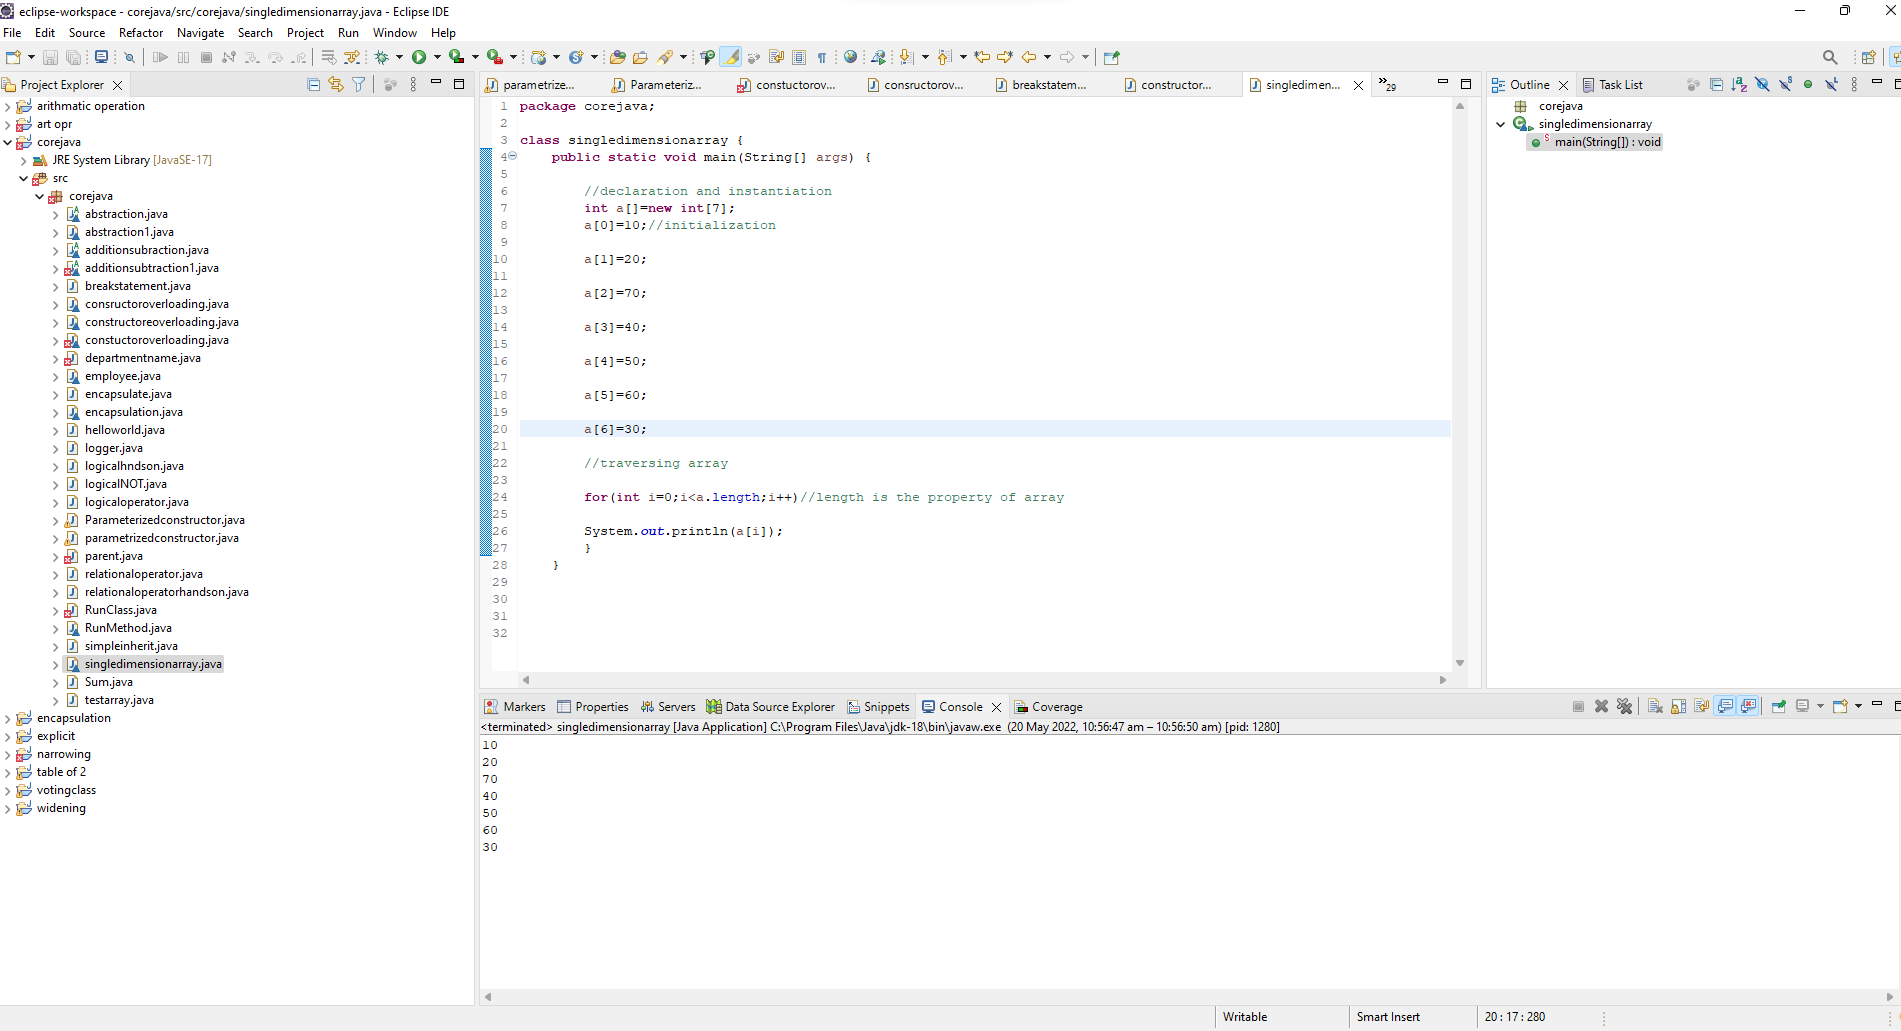 eclipse-workspace - corejava/src/corejava/singledimensionarray.java - Eclipse IDE
File Edit Source Refactor Navigate Search Project Run Window Help
Project Explorer
arithmatic operation
art opr
corejava
JRE System Library [JavaSE-17]
src
corejava
abstraction.java
abstraction1.java
additionsubraction.java
additionsubtraction1.java
breakstatement.java
consructoroverloading.java
constructoreoverloading.java
constuctoroverloading.java
departmentname.java
employee.java
encapsulate.java
encapsulation.java
helloworld.java
logger.java
logicalhndson.java
logicalNOT.java
logicaloperator.java
Parameterizedconstructor.java
parametrizedconstructor.java
parent.java
relationaloperator.java
relationaloperatorhandson.java
RunClass.java
RunMethod.java
simpleinherit.java
singledimensionarray.java
Sum.java
testarray.java
encapsulation
explicit
narrowing
table of 2
votingclass
widening
parametrize... Parameteriz... constuctorov... consructorov... breakstatem... constructor... singledimen... »29
1 package corejava;
2
3 class singledimensionarray {
4 public static void main(String[] args) {
5
6 //declaration and instantiation
7 int a[]=new int[7];
8 a[0]=10;//initialization
9
10 a[1]=20;
11
12 a[2]=70;
13
14 a[3]=40;
15
16 a[4]=50;
17
18 a[5]=60;
19
20 a[6]=30;
21
22 //traversing array
23
24 for(int i=0;i<a.length;i++)//length is the property of array
25
26 System.out.println(a[i]);
27 }
28 }
29
30
31
32
Outline Task List
corejava
singledimensionarray
main(String[]) : void
Markers Properties Servers Data Source Explorer Snippets Console Coverage
<terminated> singledimensionarray [Java Application] C:\Program Files\Java\jdk-18\bin\javaw.exe (20 May 2022, 10:56:47 am – 10:56:50 am) [pid: 1280]
10
20
70
40
50
60
30
Writable Smart Insert 20 : 17 : 280